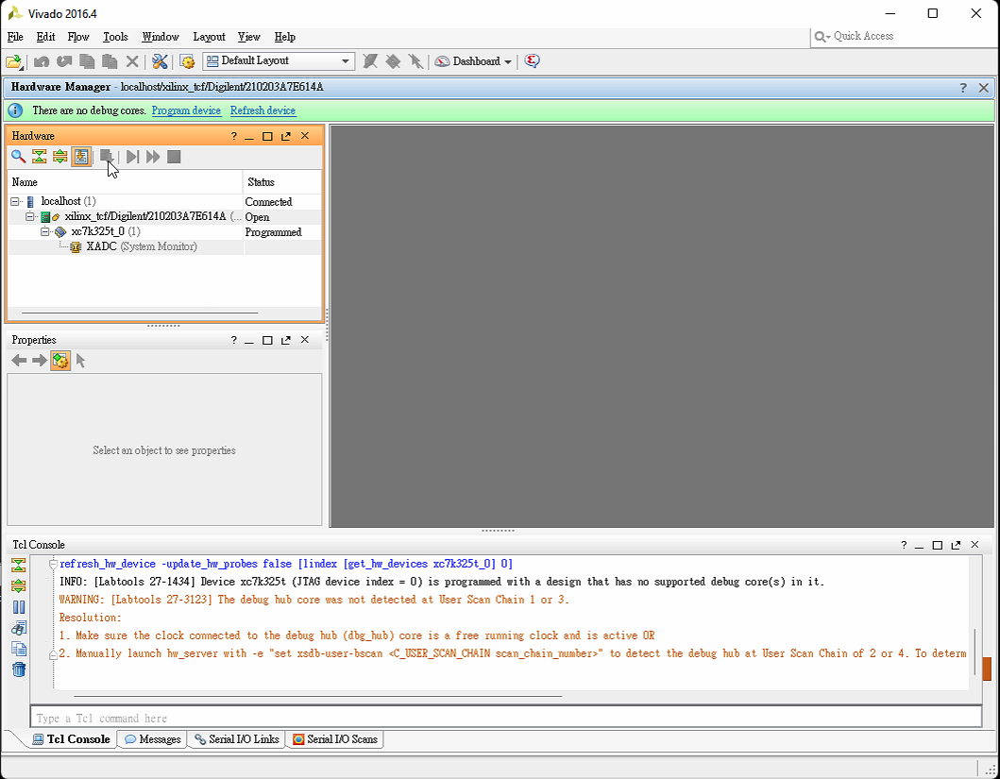 Vivado 2016.4
File Edit Flow Tools Window Layout View Help
Quick Access
Default Layout
Dashboard
Hardware Manager - localhost/xilinx_tcf/Digilent/210203A7E614A
There are no debug cores. Program device Refresh device
Hardware
Name Status
localhost (1) Connected
xilinx_tcf/Digilent/210203A7E614A (... Open
xc7k325t_0 (1) Programmed
XADC (System Monitor)
Properties
Select an object to see properties
Tcl Console
refresh_hw_device -update_hw_probes false [lindex [get_hw_devices xc7k325t_0] 0]
INFO: [Labtools 27-1434] Device xc7k325t (JTAG device index = 0) is programmed with a design that has no supported debug core(s) in it.
WARNING: [Labtools 27-3123] The debug hub core was not detected at User Scan Chain 1 or 3.
Resolution:
1. Make sure the clock connected to the debug hub (dbg_hub) core is a free running clock and is active OR
2. Manually launch hw_server with -e "set xsdb-user-bscan <C_USER_SCAN_CHAIN scan_chain_number>" to detect the debug hub at User Scan Chain of 2 or 4. To determ
Type a Tcl command here
Tcl Console Messages Serial I/O Links Serial I/O Scans